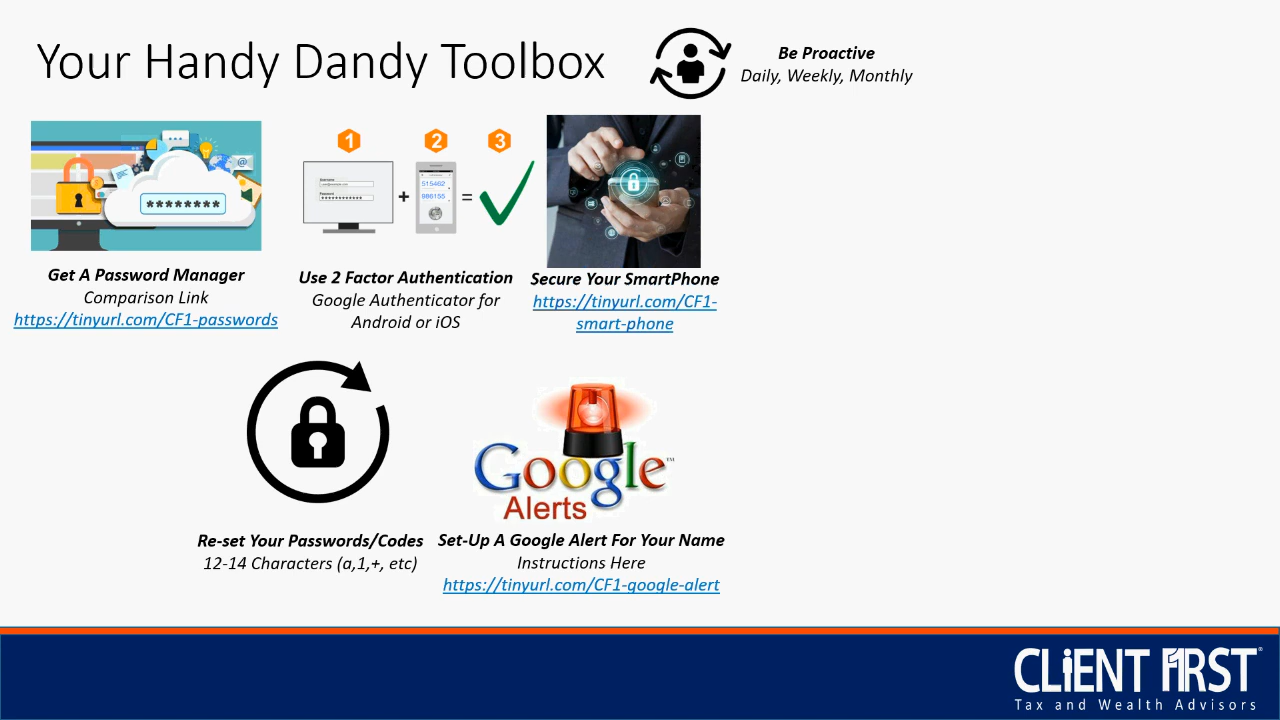 Your Handy Dandy Toolbox
Be Proactive
Daily, Weekly, Monthly
@
********
1
2
3
+
=
515462
986155
Get A Password Manager
Comparison Link
https://tinyurl.com/CF1-passwords
Use 2 Factor Authentication
Google Authenticator for
Android or iOS
Secure Your SmartPhone
https://tinyurl.com/CF1-
smart-phone
Google™
Alerts
Re-set Your Passwords/Codes
12-14 Characters (a,1,+, etc)
Set-Up A Google Alert For Your Name
Instructions Here
https://tinyurl.com/CF1-google-alert
CLiENT FiRST®
Tax and Wealth Advisors